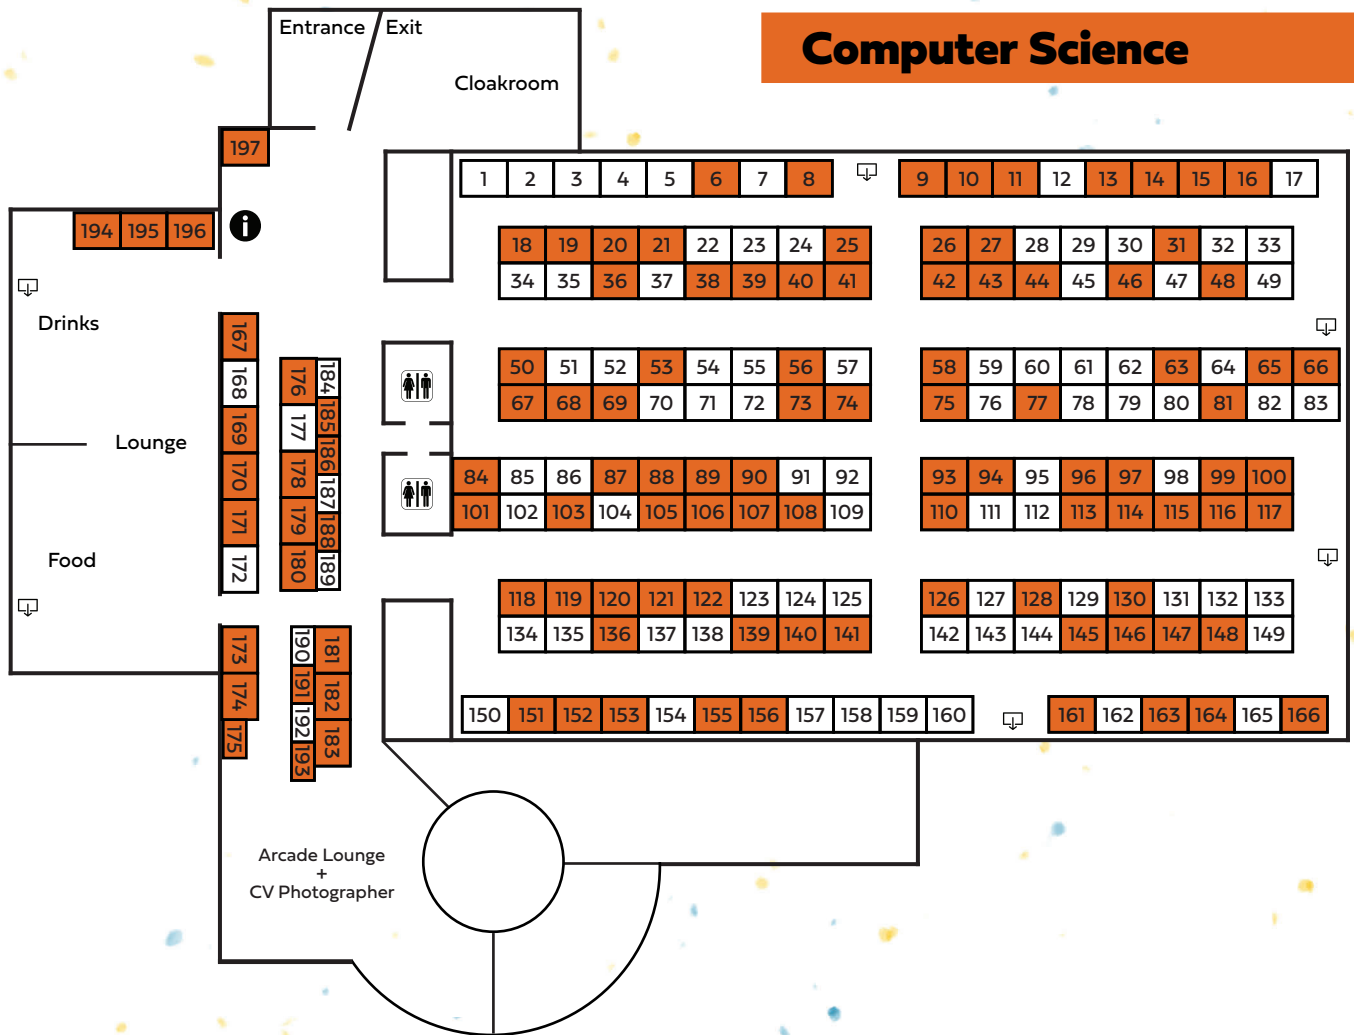 Entrance Exit
Computer Science
Cloakroom
197
1 2 3 4 5 6 7 8
9 10 11 12 13 14 15 16 17
194 195 196
i
18 19 20 21 22 23 24 25
26 27 28 29 30 31 32 33
34 35 36 37 38 39 40 41
42 43 44 45 46 47 48 49
Drinks
50 51 52 53 54 55 56 57
58 59 60 61 62 63 64 65 66
67 68 69 70 71 72 73 74
75 76 77 78 79 80 81 82 83
Lounge
84 85 86 87 88 89 90 91 92
93 94 95 96 97 98 99 100
101 102 103 104 105 106 107 108 109
110 111 112 113 114 115 116 117
Food
118 119 120 121 122 123 124 125
126 127 128 129 130 131 132 133
134 135 136 137 138 139 140 141
142 143 144 145 146 147 148 149
150 151 152 153 154 155 156 157 158 159 160
161 162 163 164 165 166
167
168
169
170
171
172
173
174
175
176
177
178
179
180
184
185
186
187
188
189
190
191
192
193
181
182
183
Arcade Lounge
+
CV Photographer